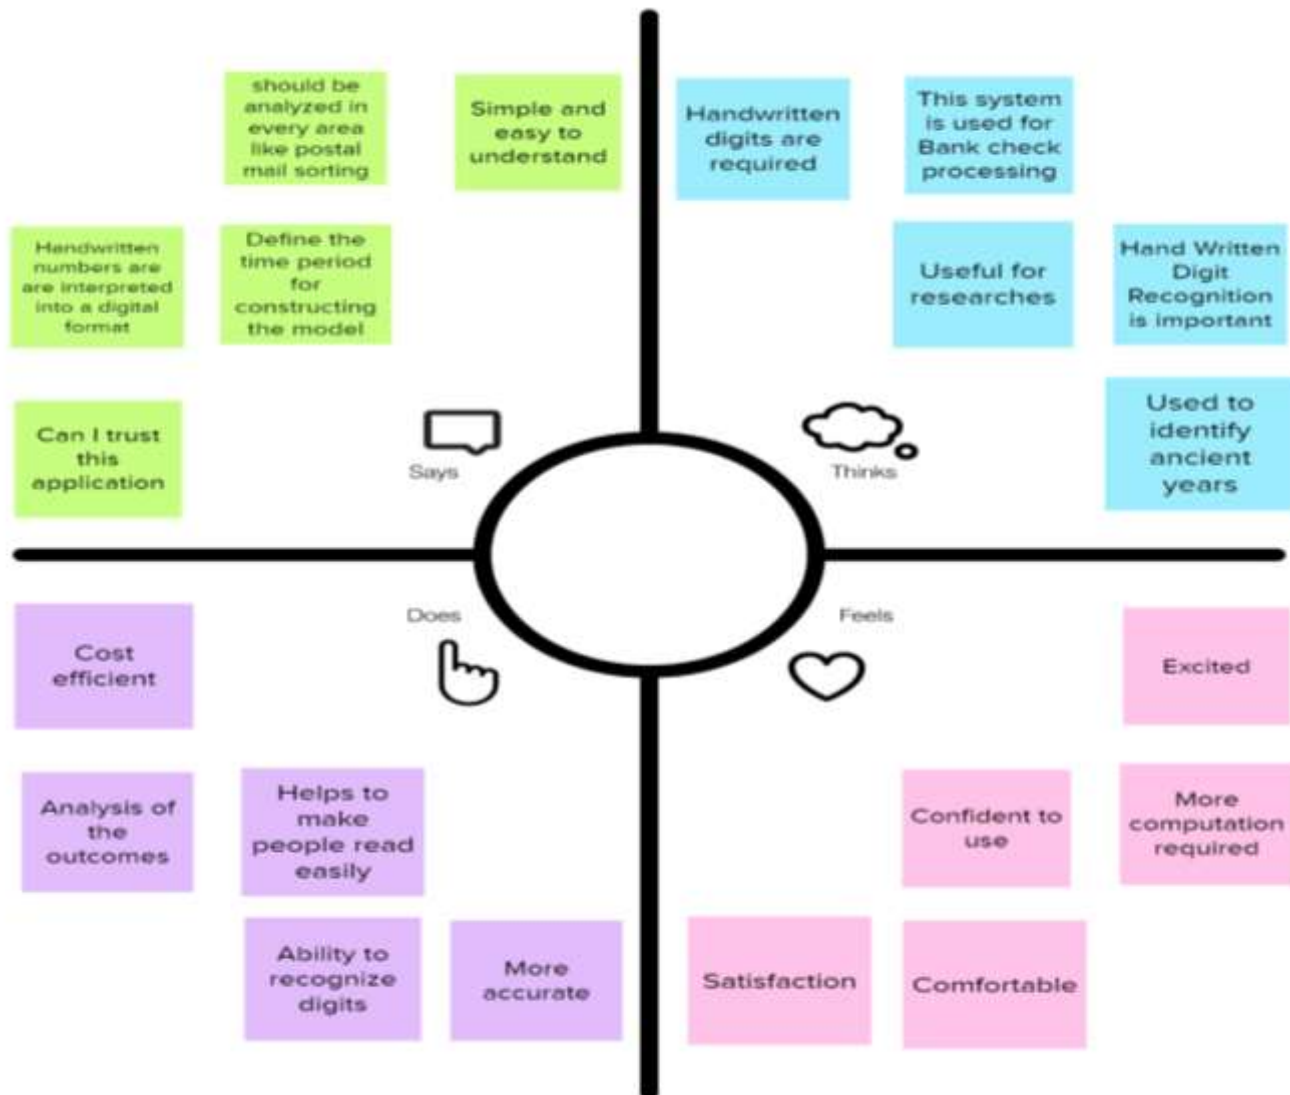 should be
analyzed in
every area
like postal
mail sorting
Simple and
easy to
understand
Handwritten
numbers are
are interpreted
into a digital
format
Define the
time period
for
constructing
the model
Can I trust
this
application
Says
Handwritten
digits are
required
This system
is used for
Bank check
processing
Useful for
researches
Hand Written
Digit
Recognition
is important
Used to
identify
ancient
years
Thinks
Does
Cost
efficient
Analysis of
the
outcomes
Helps to
make
people read
easily
Ability to
recognize
digits
More
accurate
Feels
Excited
Confident to
use
More
computation
required
Satisfaction
Comfortable